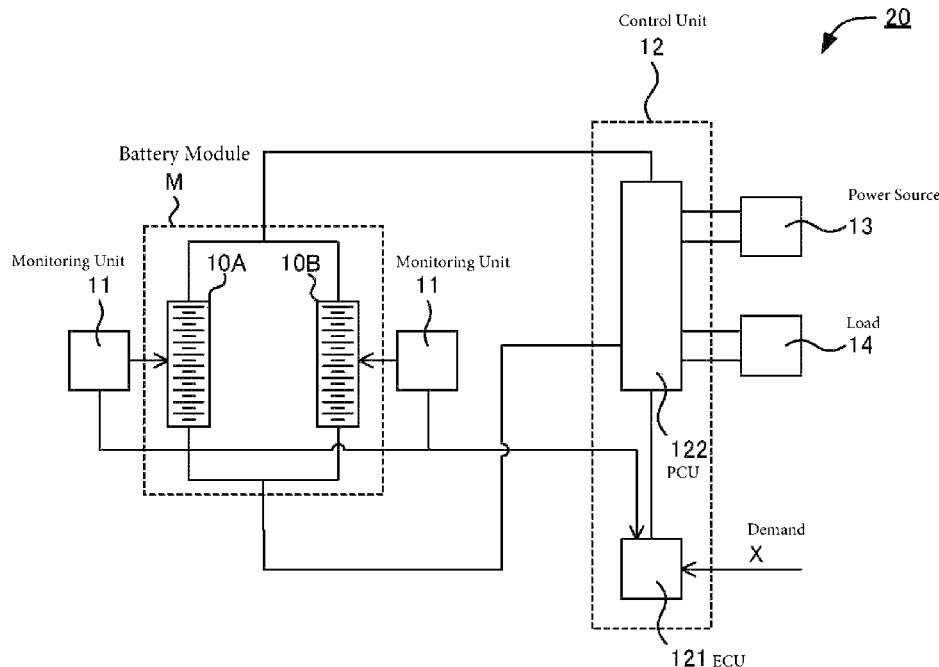 20
Control Unit
12
Battery Module
M
Power Source
13
Monitoring Unit
11
10A
10B
Monitoring Unit
11
Load
14
122
PCU
Demand
X
121 ECU